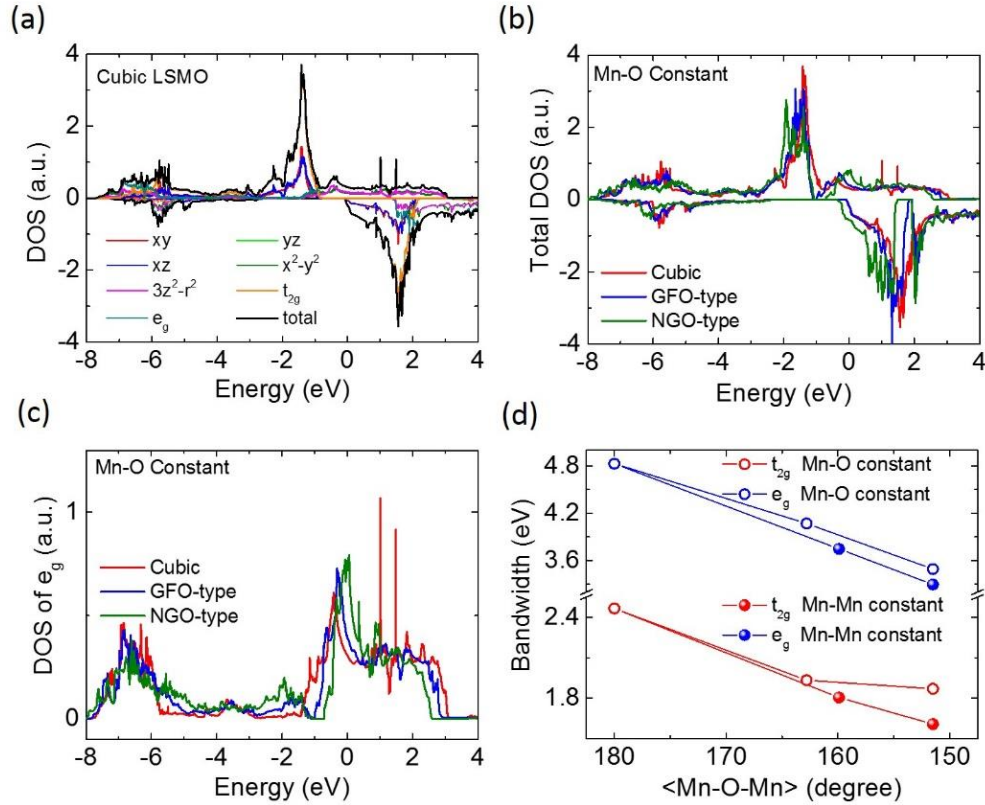 (a)
Cubic LSMO
DOS (a.u.)
4
2
0
-2
-4
xy
yz
xz
x²-y²
3z²-r²
t₂g
e_g
total
-8 -6 -4 -2 0 2 4
Energy (eV)
(b)
Mn-O Constant
Total DOS (a.u.)
4
2
0
-2
-4
Cubic
GFO-type
NGO-type
-8 -6 -4 -2 0 2 4
Energy (eV)
(c)
Mn-O Constant
DOS of e_g (a.u.)
1
0
Cubic
GFO-type
NGO-type
-8 -6 -4 -2 0 2 4
Energy (eV)
(d)
Bandwidth (eV)
4.8
4.2
3.6
2.4
1.8
t₂g Mn-O constant
e_g Mn-O constant
t₂g Mn-Mn constant
e_g Mn-Mn constant
180 170 160 150
<Mn-O-Mn> (degree)